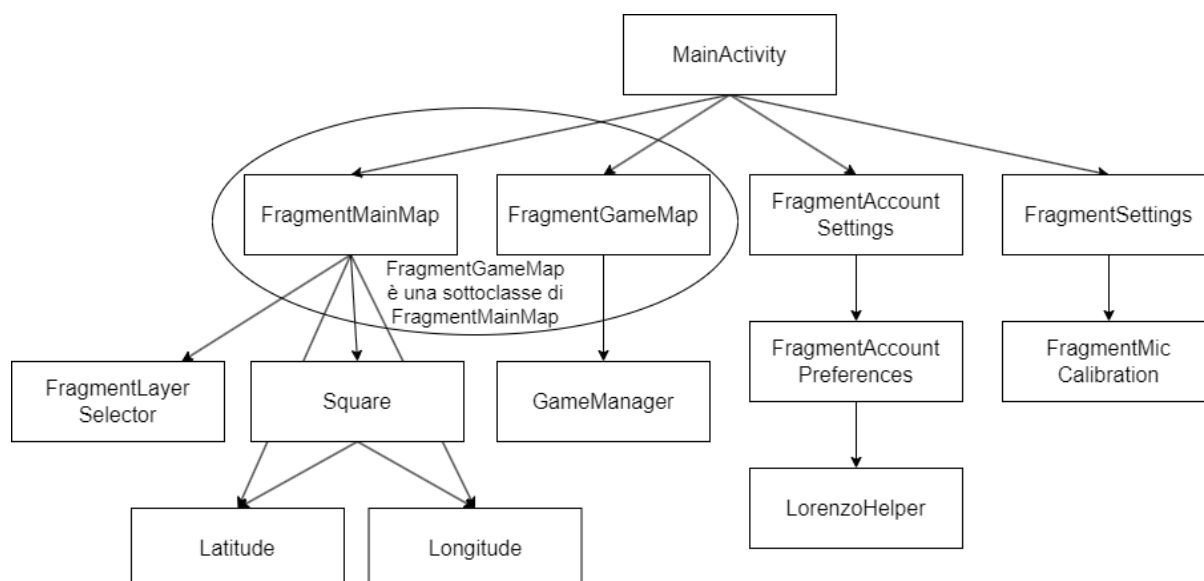 MainActivity
FragmentMainMap
FragmentGameMap
FragmentAccount
Settings
FragmentSettings
FragmentGameMap
è una sottoclasse di
FragmentMainMap
FragmentLayer
Selector
Square
GameManager
FragmentAccount
Preferences
FragmentMic
Calibration
LorenzoHelper
Latitude
Longitude